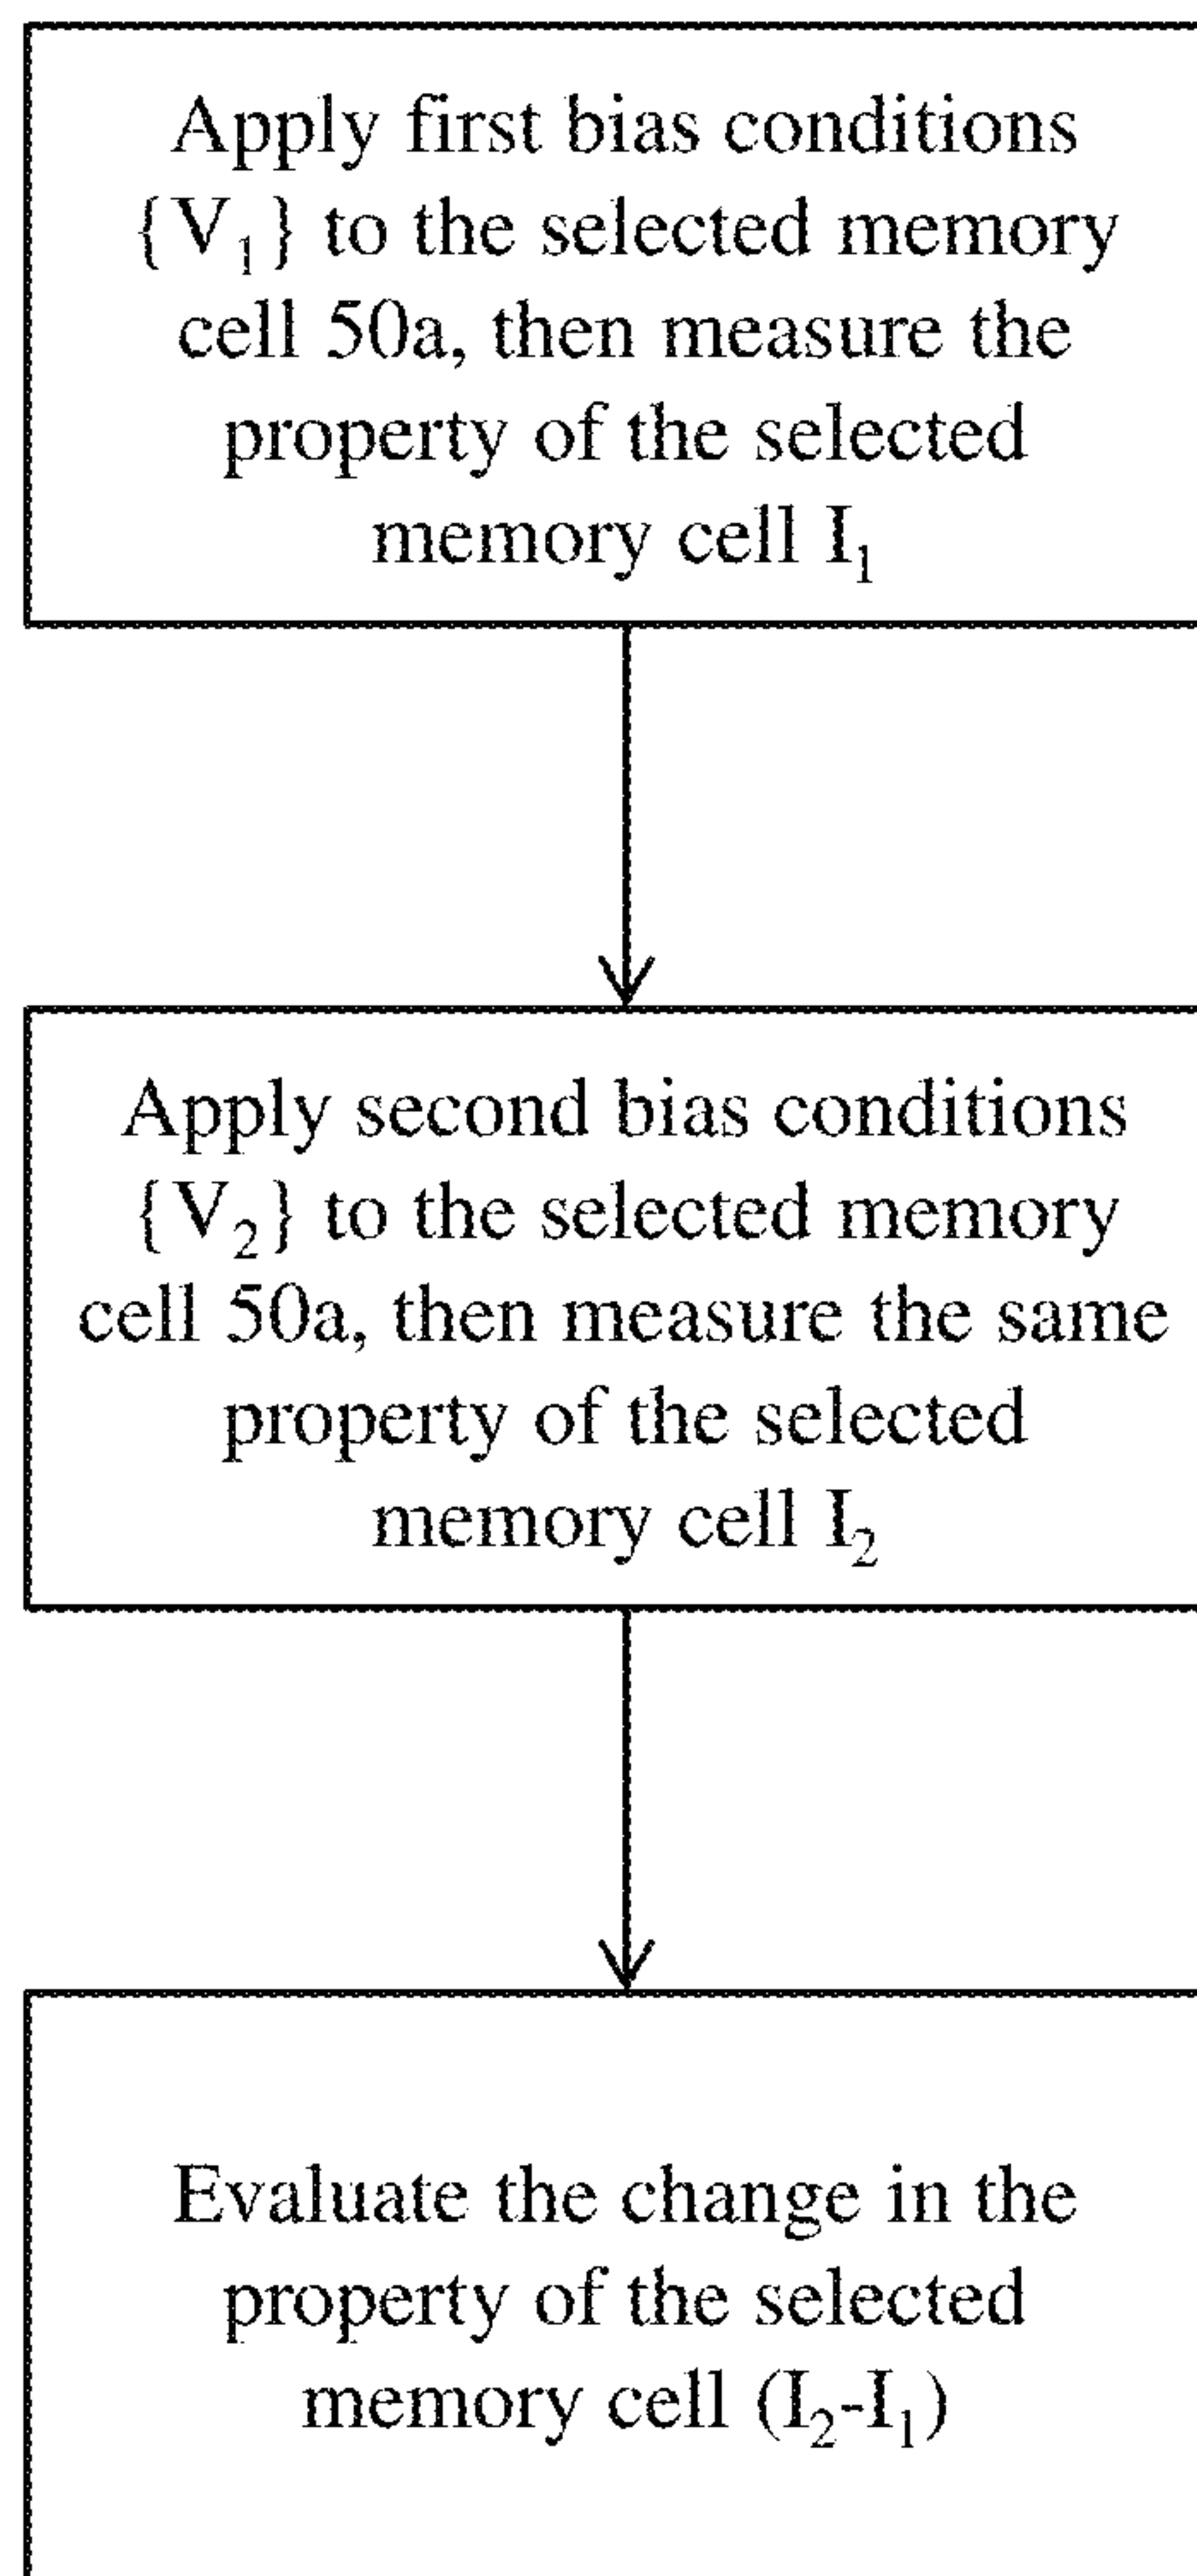 Apply first bias conditions
{V₁} to the selected memory
cell 50a, then measure the
property of the selected
memory cell I₁
Apply second bias conditions
{V₂} to the selected memory
cell 50a, then measure the same
property of the selected
memory cell I₂
Evaluate the change in the
property of the selected
memory cell (I₂-I₁)